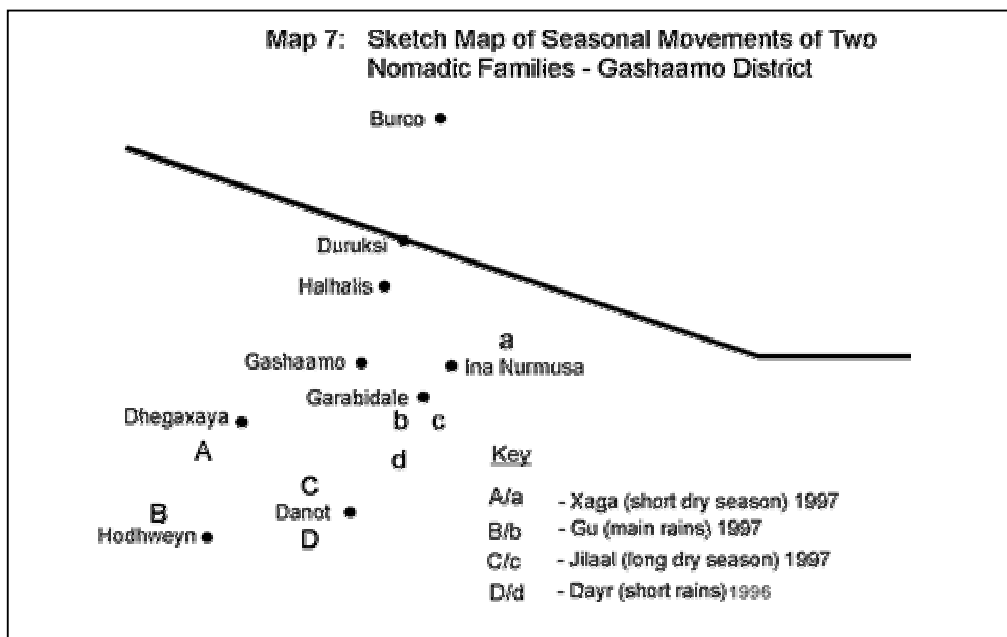 Map 7: Sketch Map of Seasonal Movements of Two
Nomadic Families - Gashaamo District
Burco
Duruksi
Halhalis
a
Gashaamo
Ina Nurmusa
Garabidale
Dhegaxaya
b c
A
d
Key
C
A/a - Xaga (short dry season) 1997
B
Danot
B/b - Gu (main rains) 1997
Hodhweyn
D
C/c - Jilaal (long dry season) 1997
D/d - Dayr (short rains) 1996